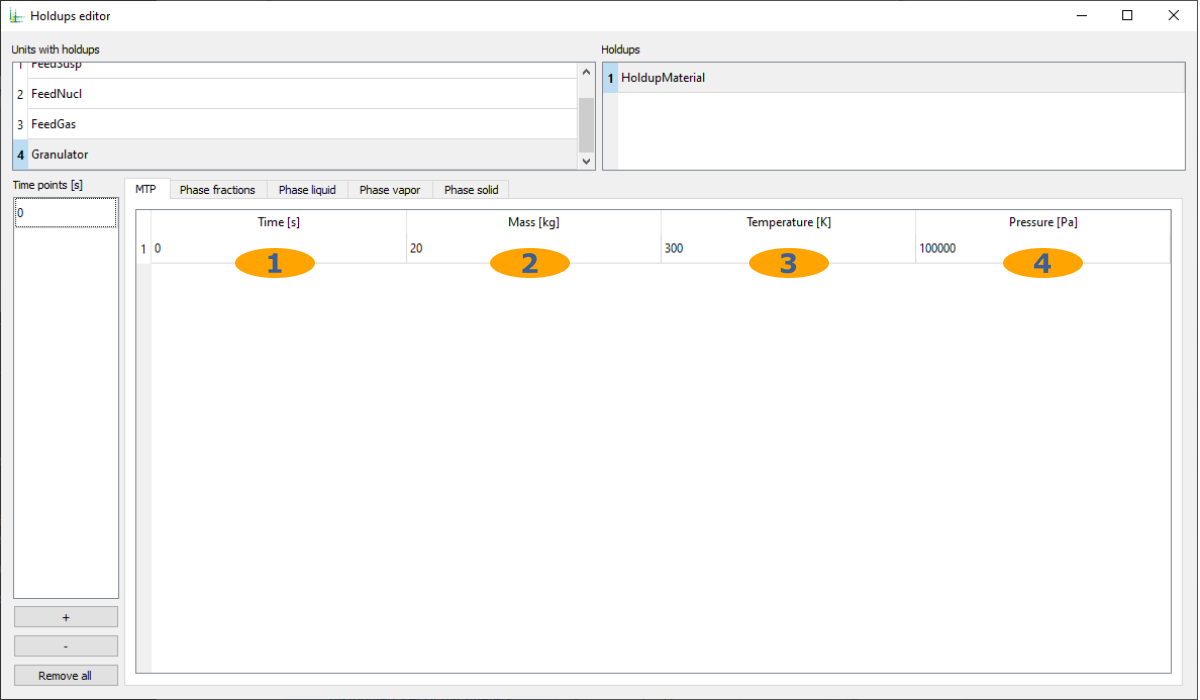 Holdups editor
Units with holdups
1 FeedSusp
2 FeedNucl
3 FeedGas
4 Granulator
Holdups
1 HoldupMaterial
Time points [s]
0
+
-
Remove all
MTP Phase fractions Phase liquid Phase vapor Phase solid
Time [s] Mass [kg] Temperature [K] Pressure [Pa]
1 0 20 300 100000
1 2 3 4